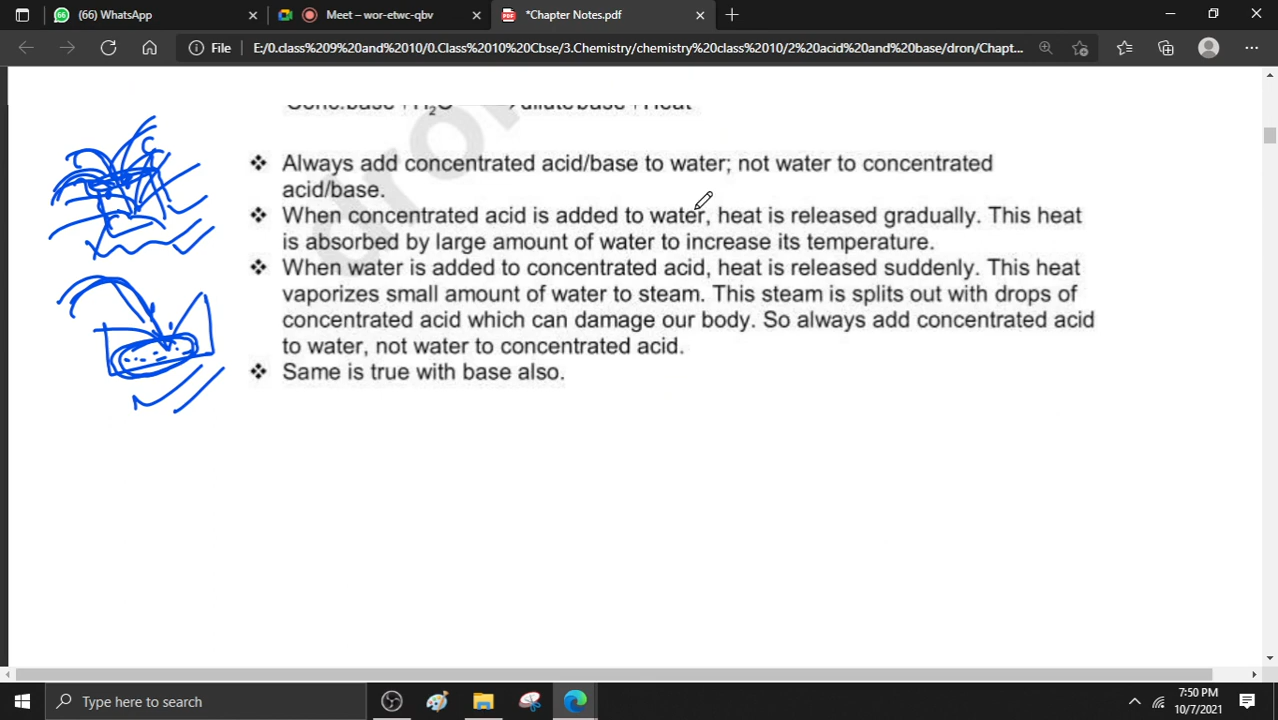 (66) WhatsApp
Meet – wor-etwc-qbv
*Chapter Notes.pdf
File
E:/0.class%209%20and%2010/0.Class%2010%20Cbse/3.Chemistry/chemistry%20class%2010/2%20acid%20and%20base/dron/Chapt...
Conc.base + H2O → dilute base + Heat
❖ Always add concentrated acid/base to water; not water to concentrated
acid/base.
❖ When concentrated acid is added to water, heat is released gradually. This heat
is absorbed by large amount of water to increase its temperature.
❖ When water is added to concentrated acid, heat is released suddenly. This heat
vaporizes small amount of water to steam. This steam is splits out with drops of
concentrated acid which can damage our body. So always add concentrated acid
to water, not water to concentrated acid.
❖ Same is true with base also.
Type here to search
7:50 PM
10/7/2021